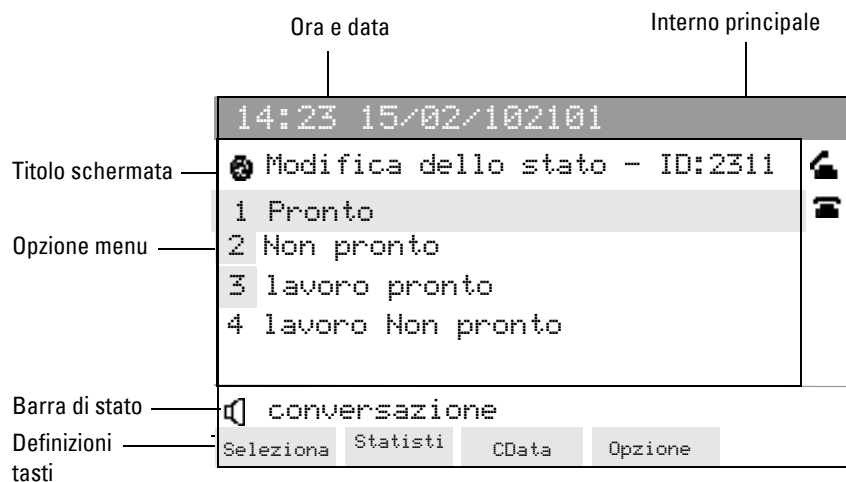 Ora e data
Interno principale
14:23 15/02/102101
Titolo schermata
Modifica dello stato - ID:2311
1 Pronto
Opzione menu
2 Non pronto
3 lavoro pronto
4 lavoro Non pronto
Barra di stato
conversazione
Definizioni
tasti
Seleziona Statisti CData Opzione